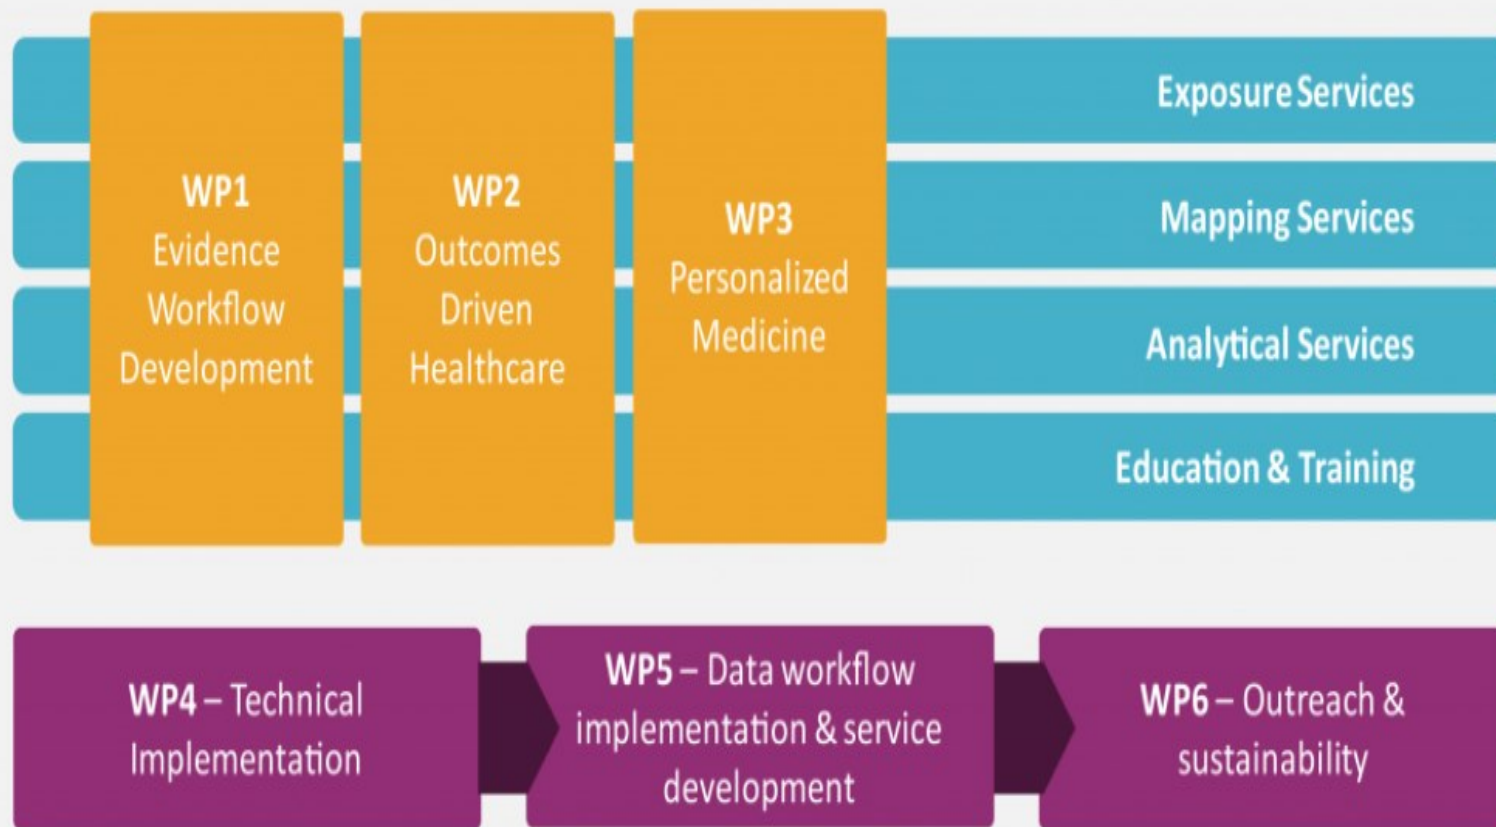 WP1
Evidence
Workflow
Development
WP2
Outcomes
Driven
Healthcare
WP3
Personalized
Medicine
Exposure Services
Mapping Services
Analytical Services
Education & Training
WP4 – Technical
Implementation
WP5 – Data workflow
implementation & service
development
WP6 – Outreach &
sustainability